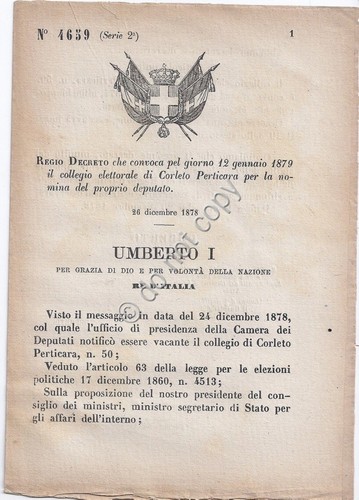 N° 4659 (Serie 2ª) 1
REGIO DECRETO che convoca pel giorno 12 gennaio 1879
il collegio elettorale di Corleto Perticara per la no-
mina del proprio deputato.
26 dicembre 1878
UMBERTO I
PER GRAZIA DI DIO E PER VOLONTÀ DELLA NAZIONE
RE D'ITALIA
Visto il messaggio in data del 24 dicembre 1878,
col quale l'ufficio di presidenza della Camera dei
Deputati notificò essere vacante il collegio di Corleto
Perticara, n. 50;
Veduto l'articolo 63 della legge per le elezioni
politiche 17 dicembre 1860, n. 4513;
Sulla proposizione del nostro presidente del con-
siglio dei ministri, ministro segretario di Stato per
gli affari dell'interno;
do not copy